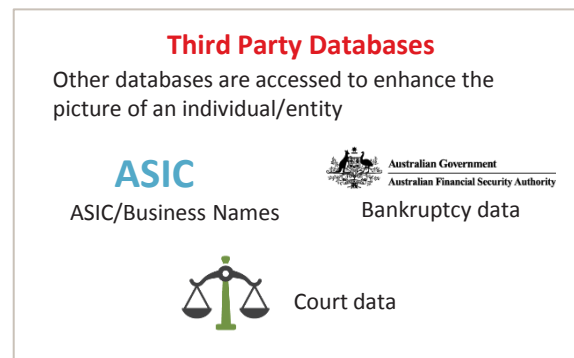 Third Party Databases
Other databases are accessed to enhance the
picture of an individual/entity
ASIC
ASIC/Business Names
Australian Government
Australian Financial Security Authority
Bankruptcy data
Court data